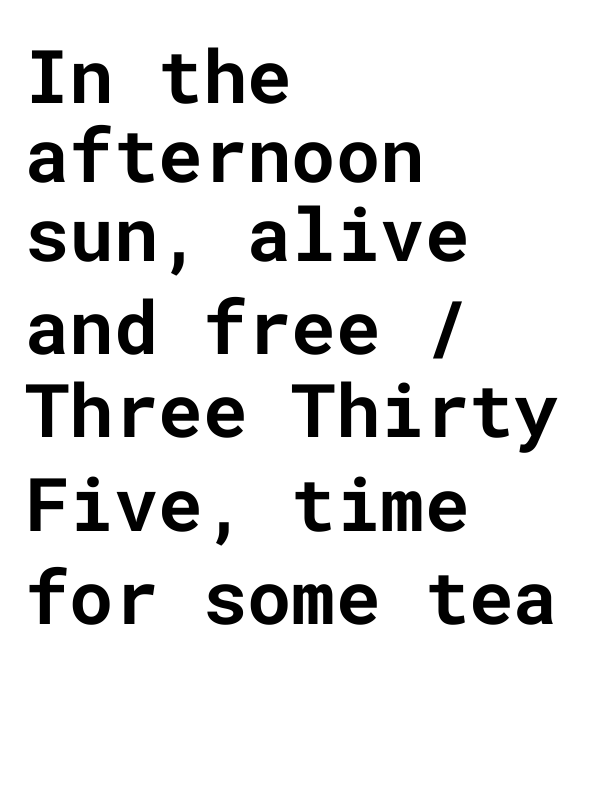 In the
afternoon
sun, alive
and free /
Three Thirty
Five, time
for some tea